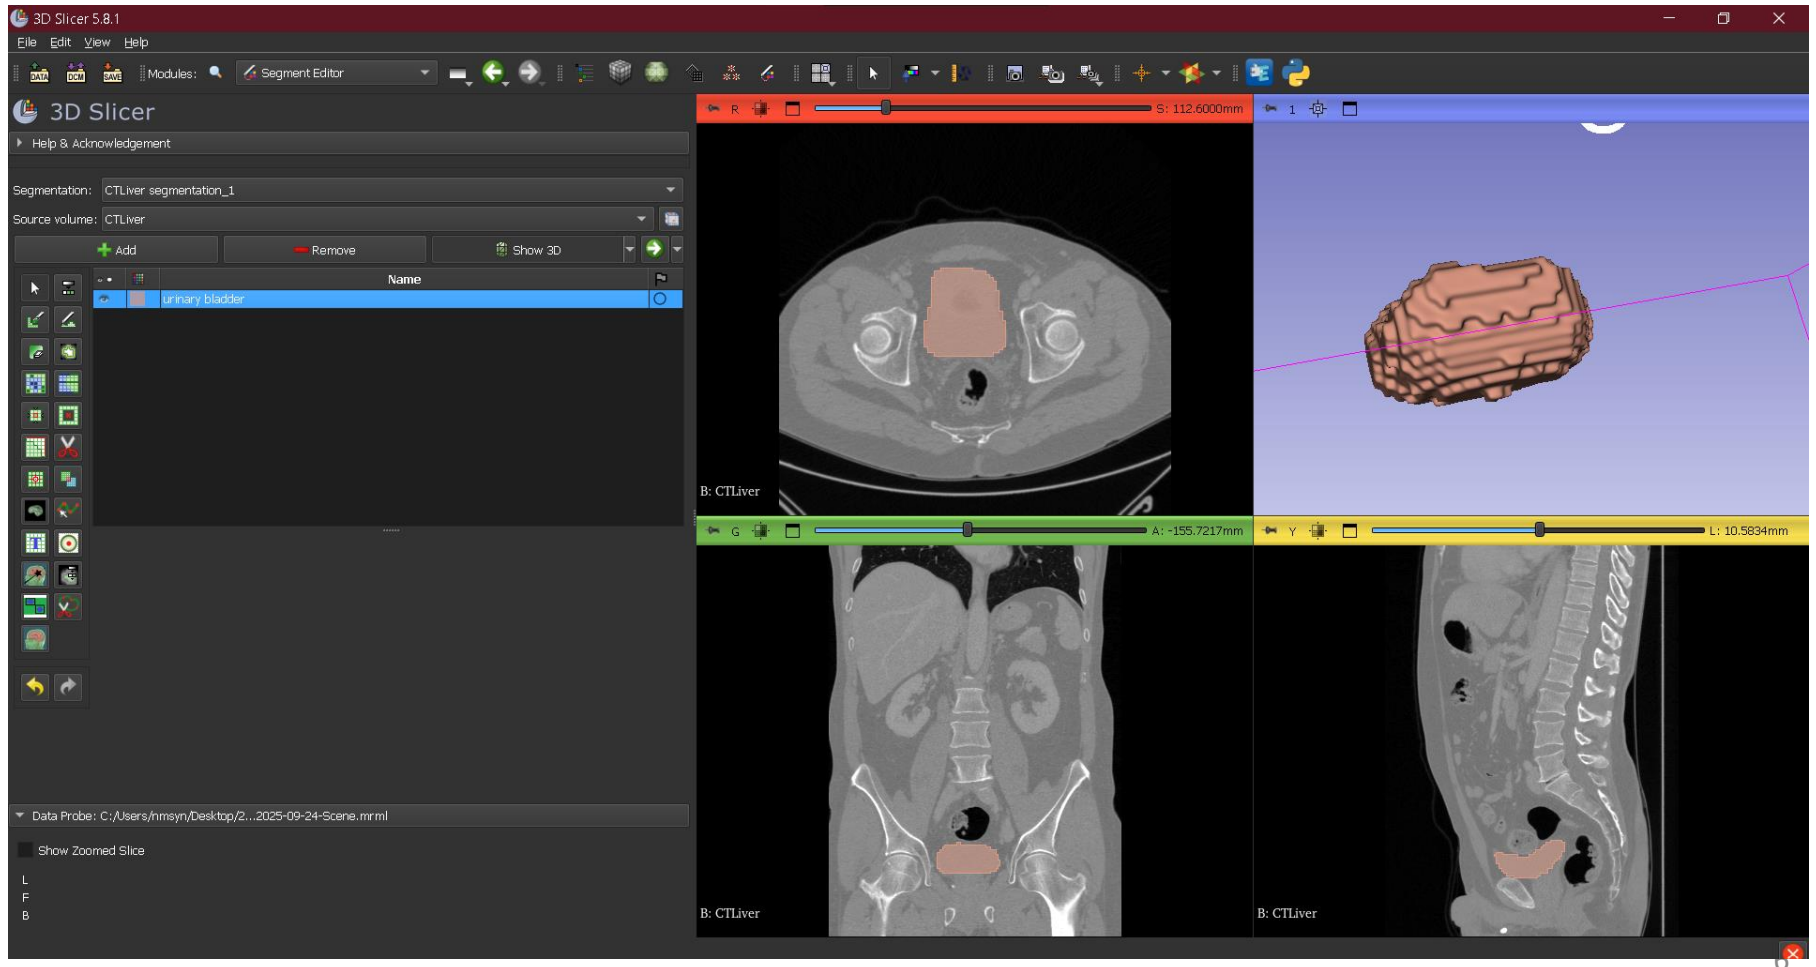 3D Slicer 5.8.1
File Edit View Help
DATA DCM SAVE Modules: Segment Editor
3D Slicer
Help & Acknowledgement
Segmentation: CTLiver segmentation_1
Source volume: CTLiver
Add Remove Show 3D
Name
urinary bladder
Data Probe: C:/Users/nmsyn/Desktop/2...2025-09-24-Scene.mrml
Show Zoomed Slice
L
F
B
R S: 112.6000mm
B: CTLiver
1
G A: -155.7217mm
B: CTLiver
Y L: 10.5834mm
B: CTLiver